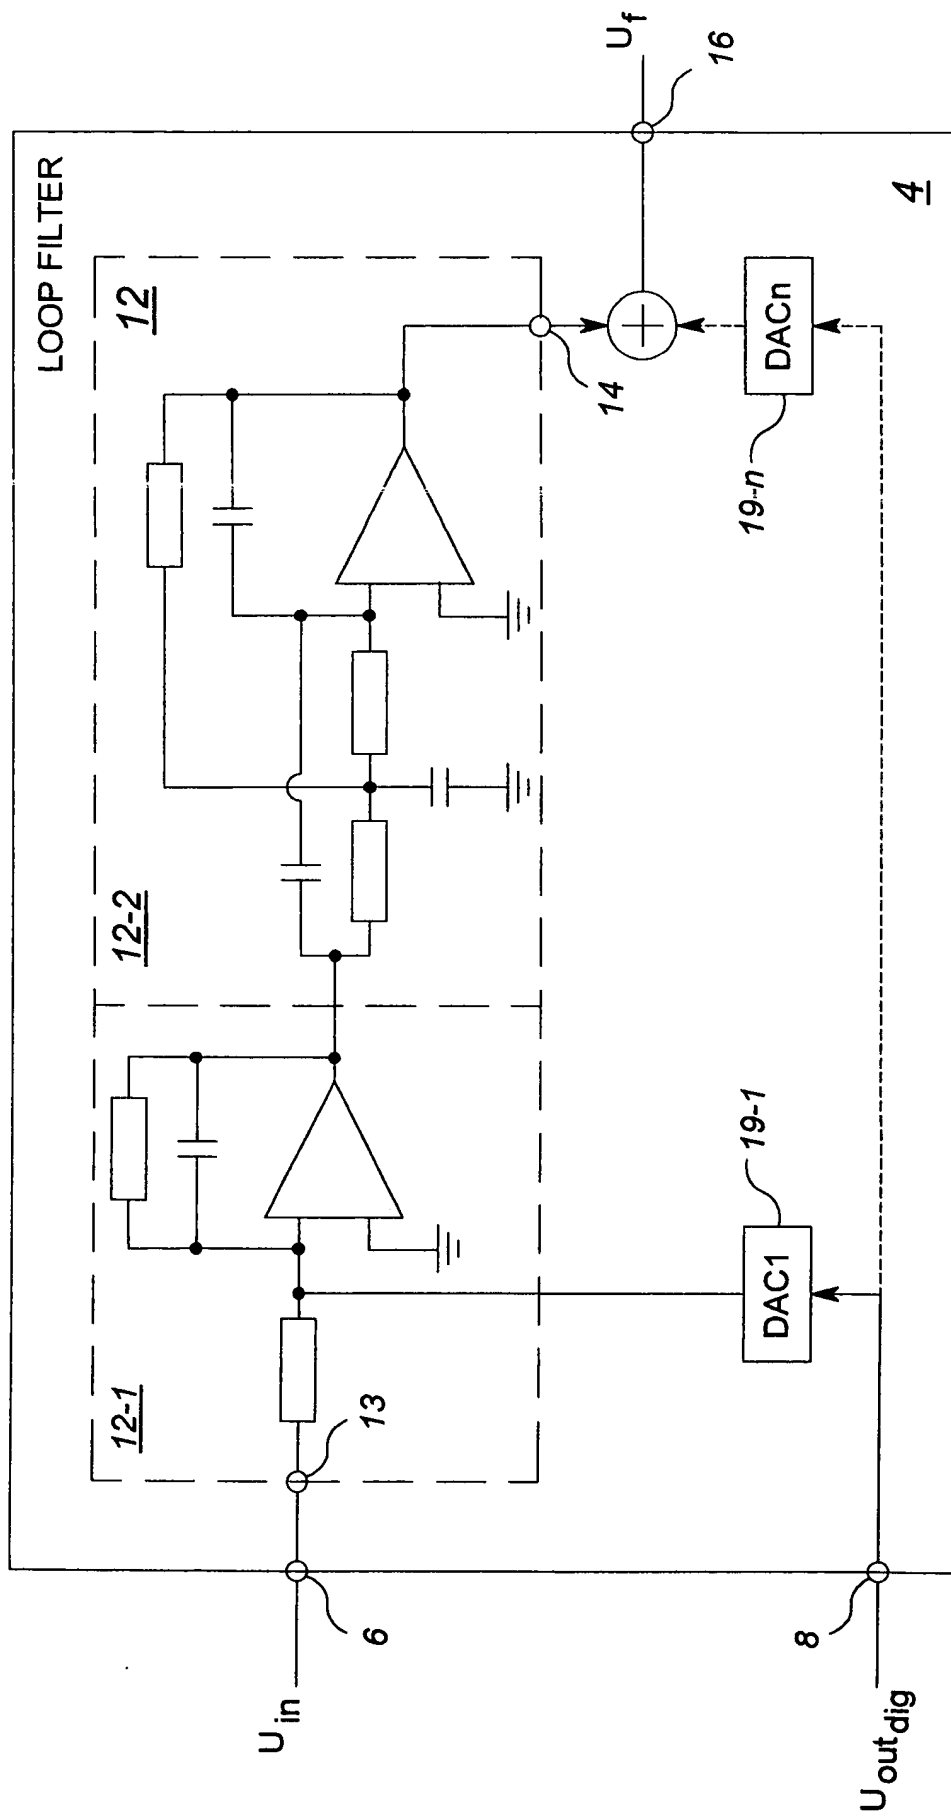 LOOP FILTER
12
12-1
12-2
13
14
16
U_f
4
U_in
6
DAC1
19-1
DACn
19-n
8
U_outdig